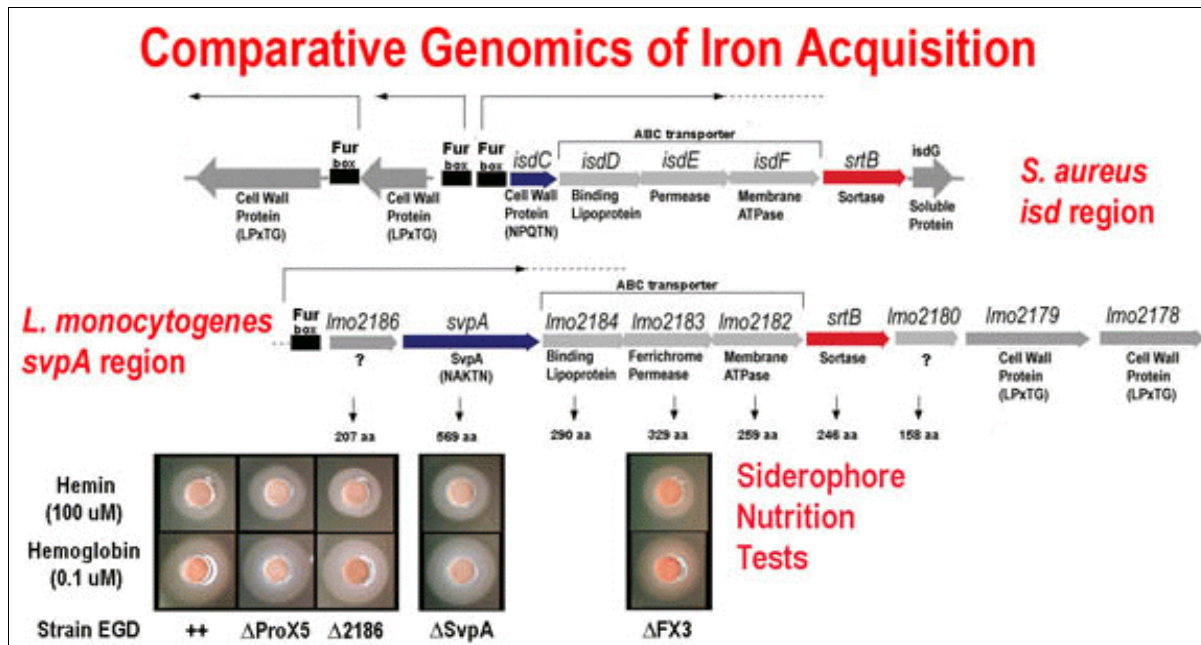 Comparative Genomics of Iron Acquisition
ABC transporter
Fur box
Fur box
Fur box
isdC
isdD
isdE
isdF
srtB
isdG
Cell Wall Protein (LPxTG)
Cell Wall Protein (LPxTG)
Cell Wall Protein (NPQTN)
Binding Lipoprotein
Permease
Membrane ATPase
Sortase
Soluble Protein
S. aureus
isd region
L. monocytogenes
svpA region
ABC transporter
Fur box
lmo2186
svpA
lmo2184
lmo2183
lmo2182
srtB
lmo2180
lmo2179
lmo2178
?
SvpA (NAKTN)
Binding Lipoprotein
Ferrichrome Permease
Membrane ATPase
Sortase
?
Cell Wall Protein (LPxTG)
Cell Wall Protein (LPxTG)
207 aa
569 aa
290 aa
329 aa
259 aa
246 aa
158 aa
Hemin (100 uM)
Hemoglobin (0.1 uM)
Siderophore
Nutrition
Tests
Strain EGD
++
ΔProX5
Δ2186
ΔSvpA
ΔFX3